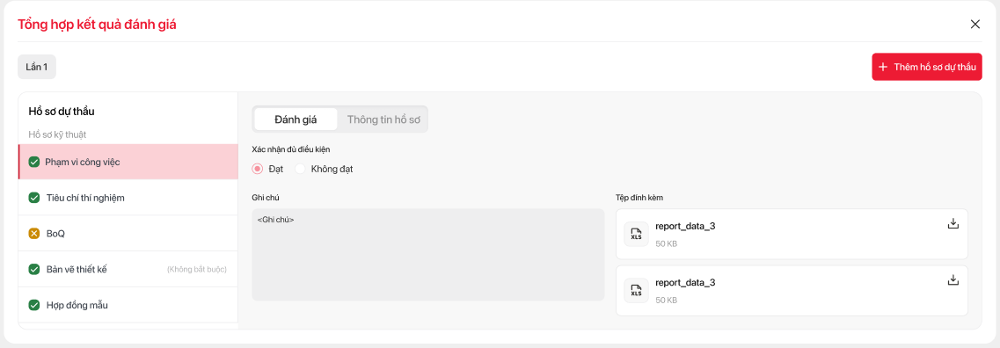 Tổng hợp kết quả đánh giá
Lần 1
Thêm hồ sơ dự thầu
Hồ sơ dự thầu
Hồ sơ kỹ thuật
Phạm vi công việc
Tiêu chí thí nghiệm
BoQ
Bản vẽ thiết kế (Không bắt buộc)
Hợp đồng mẫu
Đánh giá Thông tin hồ sơ
Xác nhận đủ điều kiện
Đạt Không đạt
Ghi chú
<Ghi chú>
Tệp đính kèm
XLS
report_data_3
50 KB
XLS
report_data_3
50 KB